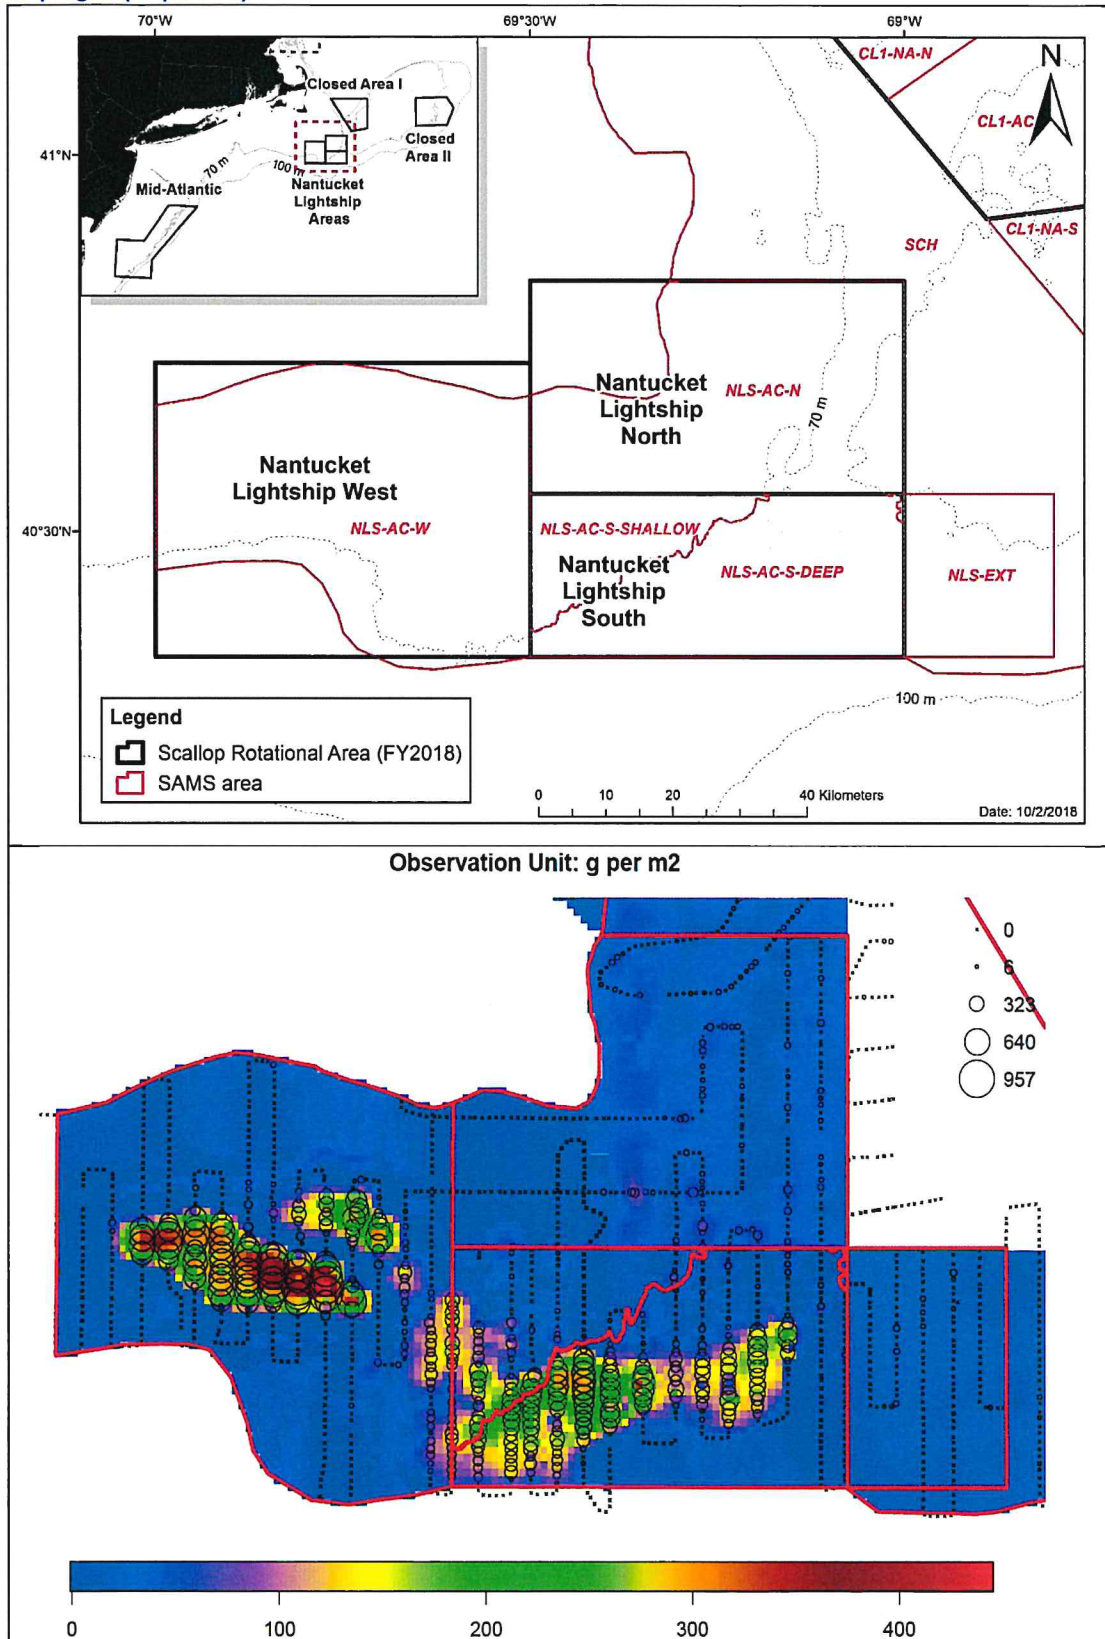 70°W
69°30'W
69°W
41°N
40°30'N
Closed Area I
Closed
Area II
70 m
100 m
Nantucket
Lightship
Areas
Mid-Atlantic
CL1-NA-N
N
CL1-AC
CL1-NA-S
SCH
Nantucket
Lightship
North
NLS-AC-N
70 m
Nantucket
Lightship West
NLS-AC-W
NLS-AC-S-SHALLOW
Nantucket
Lightship
South
NLS-AC-S-DEEP
NLS-EXT
100 m
Legend
Scallop Rotational Area (FY2018)
SAMS area
0 10 20 40 Kilometers
Date: 10/2/2018
Observation Unit: g per m2
0
6
323
640
957
0 100 200 300 400